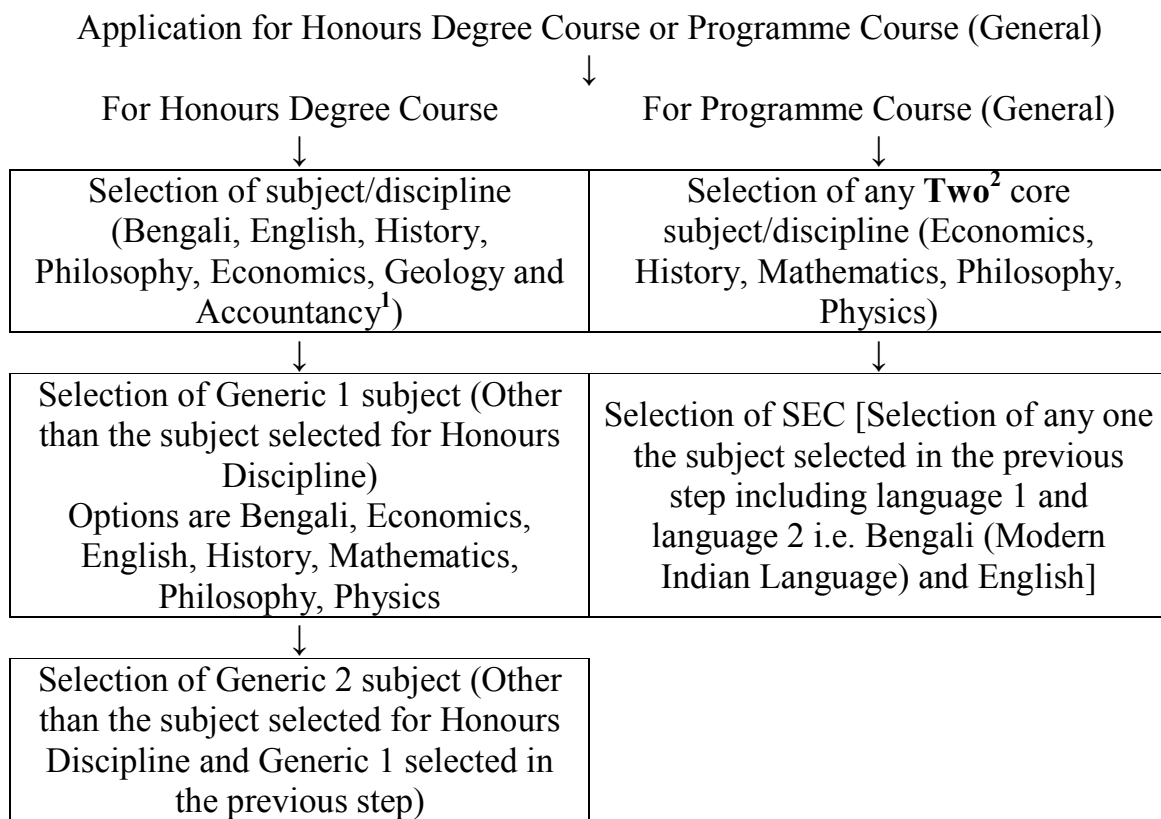 Application for Honours Degree Course or Programme Course (General)
↓
For Honours Degree Course
For Programme Course (General)
↓
↓
Selection of subject/discipline
(Bengali, English, History,
Philosophy, Economics, Geology and
Accountancy¹)
Selection of any Two² core
subject/discipline (Economics,
History, Mathematics, Philosophy,
Physics)
↓
↓
Selection of Generic 1 subject (Other
than the subject selected for Honours
Discipline)
Options are Bengali, Economics,
English, History, Mathematics,
Philosophy, Physics
Selection of SEC [Selection of any one
the subject selected in the previous
step including language 1 and
language 2 i.e. Bengali (Modern
Indian Language) and English]
↓
Selection of Generic 2 subject (Other
than the subject selected for Honours
Discipline and Generic 1 selected in
the previous step)